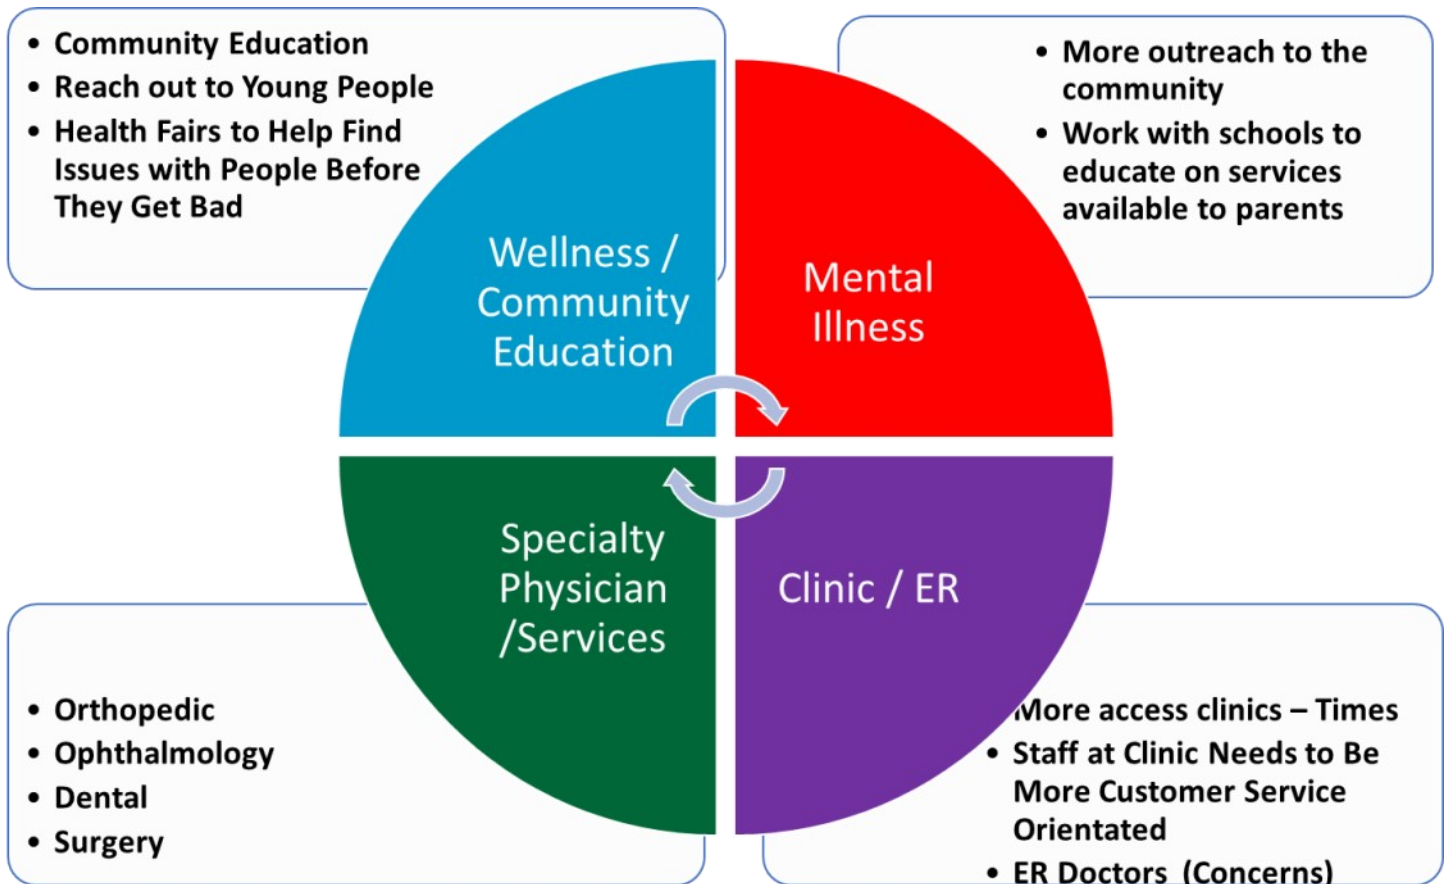 • Community Education
• Reach out to Young People
• Health Fairs to Help Find
Issues with People Before
They Get Bad
• More outreach to the
community
• Work with schools to
educate on services
available to parents
Wellness /
Community
Education
Mental
Illness
Specialty
Physician
/Services
Clinic / ER
• Orthopedic
• Ophthalmology
• Dental
• Surgery
More access clinics – Times
• Staff at Clinic Needs to Be
More Customer Service
Orientated
• ER Doctors (Concerns)